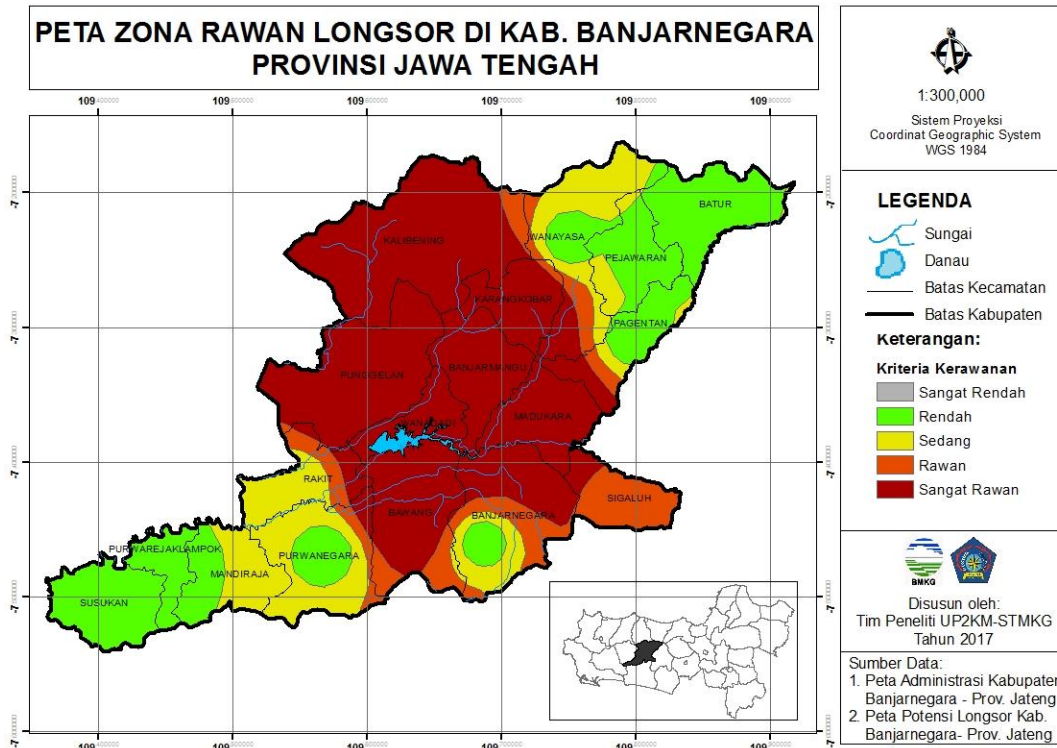 PETA ZONA RAWAN LONGSOR DI KAB. BANJARNEGARA
PROVINSI JAWA TENGAH
1:300,000
Sistem Proyeksi
Coordinat Geographic System
WGS 1984
LEGENDA
Sungai
Danau
Batas Kecamatan
Batas Kabupaten
Keterangan:
Kriteria Kerawanan
Sangat Rendah
Rendah
Sedang
Rawan
Sangat Rawan
BMKG
Disusun oleh:
Tim Peneliti UP2KM-STMKG
Tahun 2017
Sumber Data:
1. Peta Administrasi Kabupaten
Banjarnegara - Prov. Jateng
2. Peta Potensi Longsor Kab.
Banjarnegara- Prov. Jateng
BATUR
WANAYASA
KALIBENING
PEJAWARAN
KARANGKOBAR
PAGENTAN
BANJARMANGU
PUNGGELAN
MADUKARA
RAKIT
SIGALUH
BAWANG
BANJARNEGARA
PURWAREJAKLAMPOK
PURWANEGARA
MANDIRAJA
SUSUKAN